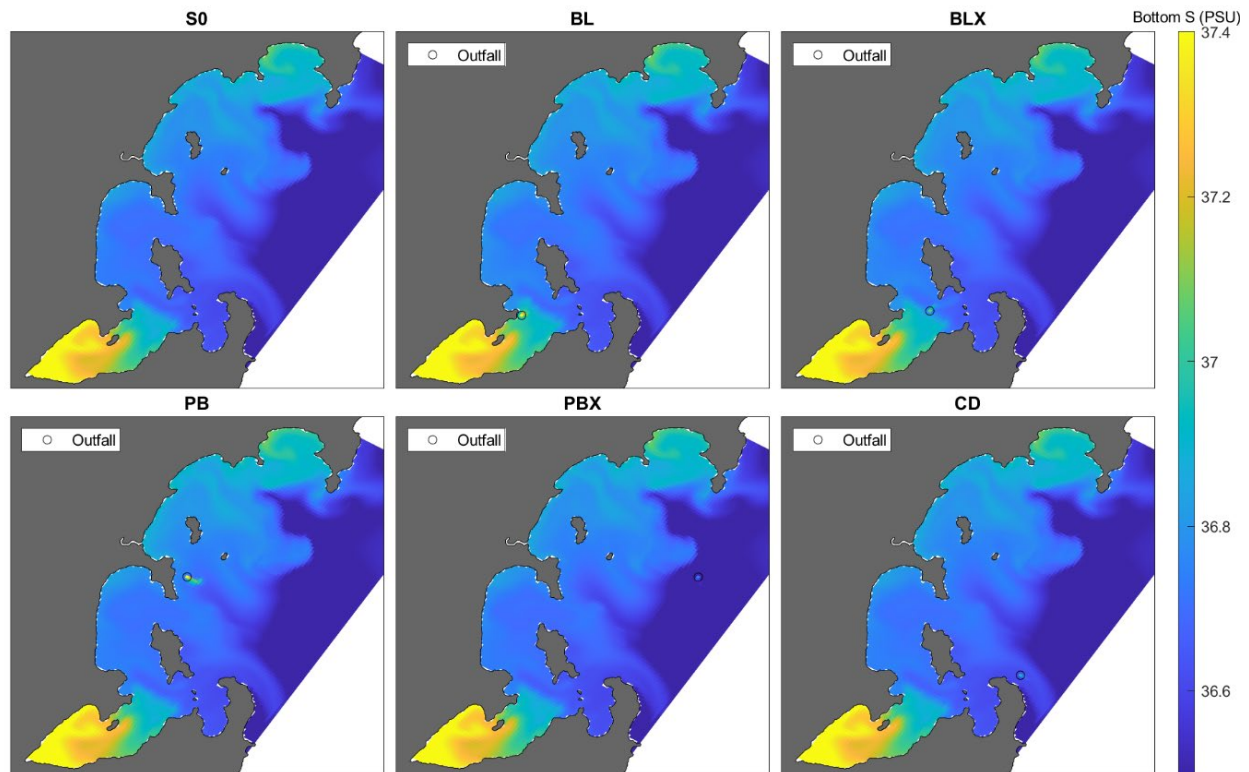 S0
BL
BLX
Bottom S (PSU)
Outfall
Outfall
37.4
37.2
37
36.8
36.6
PB
PBX
CD
Outfall
Outfall
Outfall